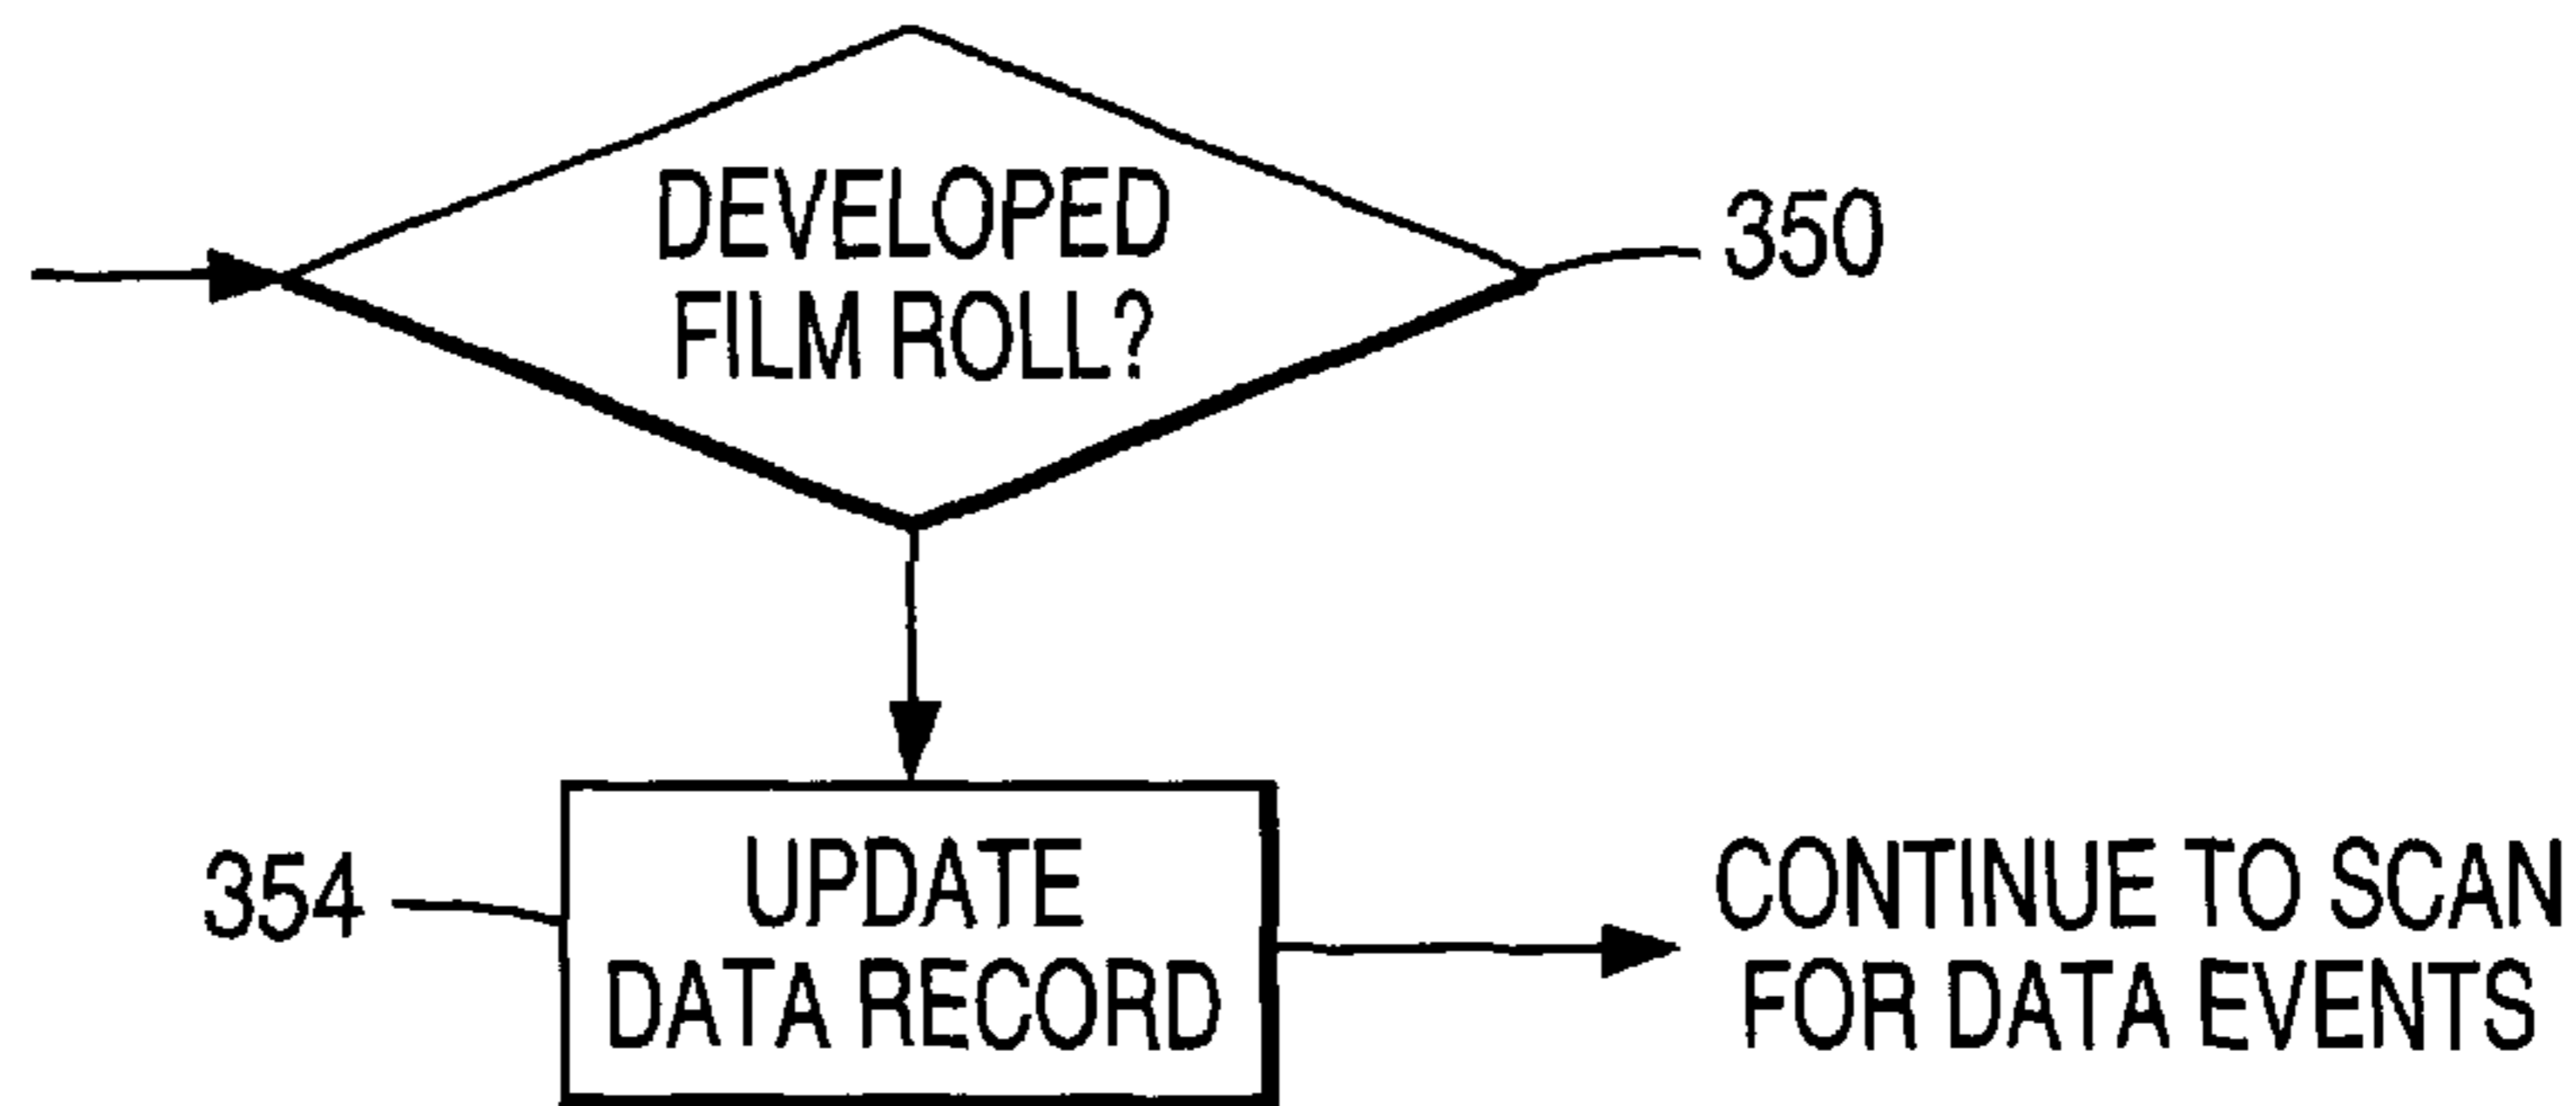 DEVELOPED
FILM ROLL?
350
354
UPDATE
DATA RECORD
CONTINUE TO SCAN
FOR DATA EVENTS